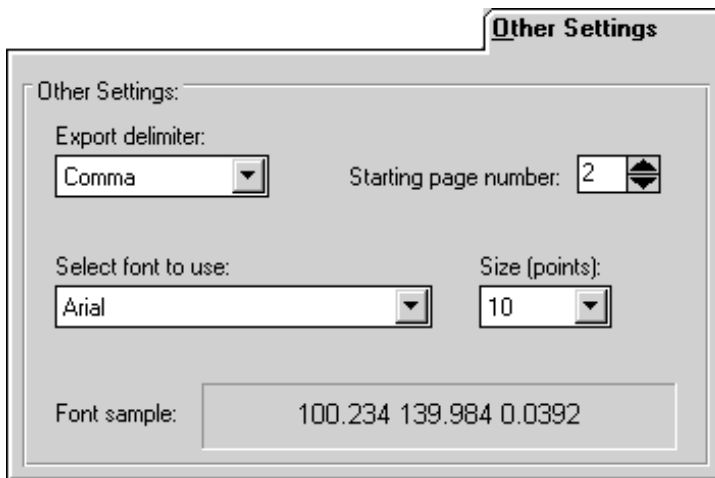 Other Settings
Other Settings:
Export delimiter:
Comma
Starting page number: 2
Select font to use:
Size (points):
Arial
10
Font sample: 100.234 139.984 0.0392